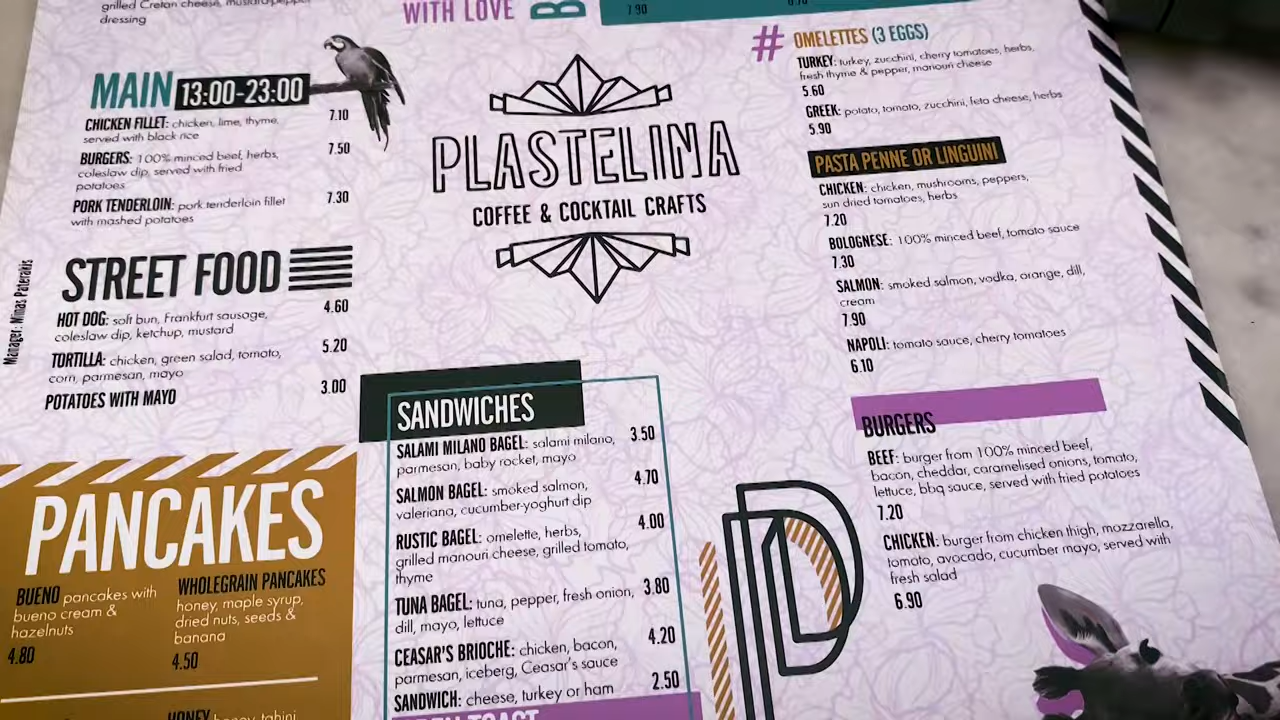 grilled Cretan cheese, mustard-pepper
dressing
WITH LOVE
7.90
MAIN 13:00-23:00
CHICKEN FILLET: chicken, lime, thyme, 7.10
served with black rice
BURGERS: 100% minced beef, herbs, 7.50
coleslaw dip, served with fried
potatoes
PORK TENDERLOIN: pork tenderloin fillet 7.30
with mashed potatoes
STREET FOOD
HOT DOG: soft bun, Frankfurt sausage, 4.60
coleslaw dip, ketchup, mustard
TORTILLA: chicken, green salad, tomato, 5.20
corn, parmesan, mayo
POTATOES WITH MAYO 3.00
Manager: Minas Paterakis
PANCAKES
BUENO pancakes with
bueno cream &
hazelnuts
4.80
WHOLEGRAIN PANCAKES
honey, maple syrup,
dried nuts, seeds &
banana
4.50
HONEY honey, tahini
PLASTELINA
COFFEE & COCKTAIL CRAFTS
SANDWICHES
SALAMI MILANO BAGEL: salami milano, 3.50
parmesan, baby rocket, mayo
SALMON BAGEL: smoked salmon, 4.70
valeriana, cucumber-yoghurt dip
RUSTIC BAGEL: omelette, herbs, 4.00
grilled manouri cheese, grilled tomato,
thyme
TUNA BAGEL: tuna, pepper, fresh onion, 3.80
dill, mayo, lettuce
CEASAR'S BRIOCHE: chicken, bacon, 4.20
parmesan, iceberg, Ceasar's sauce
SANDWICH: cheese, turkey or ham 2.50
TOAST
# OMELETTES (3 EGGS)
TURKEY: turkey, zucchini, cherry tomatoes, herbs,
fresh thyme & pepper, manouri cheese
5.60
GREEK: potato, tomato, zucchini, feta cheese, herbs
5.90
PASTA PENNE OR LINGUINI
CHICKEN: chicken, mushrooms, peppers,
sun dried tomatoes, herbs
7.20
BOLOGNESE: 100% minced beef, tomato sauce
7.30
SALMON: smoked salmon, vodka, orange, dill,
cream
7.90
NAPOLI: tomato sauce, cherry tomatoes
6.10
BURGERS
BEEF: burger from 100% minced beef,
bacon, cheddar, caramelised onions, tomato,
lettuce, bbq sauce, served with fried potatoes
7.20
CHICKEN: burger from chicken thigh, mozzarella,
tomato, avocado, cucumber mayo, served with
fresh salad
6.90
P